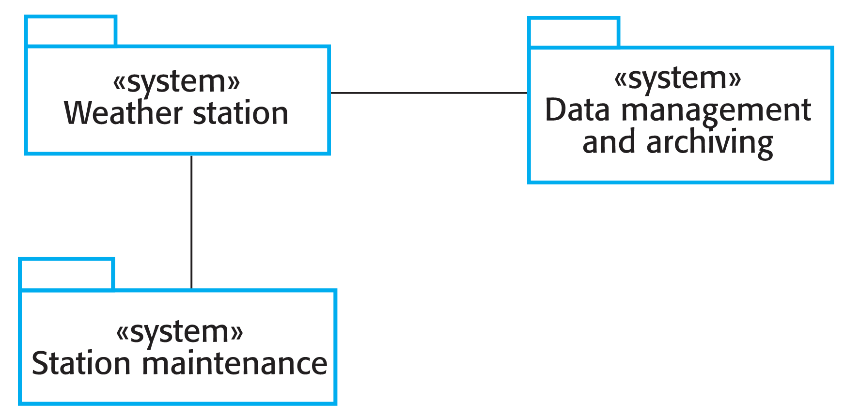 «system»
Weather station
«system»
Data management
and archiving
«system»
Station maintenance